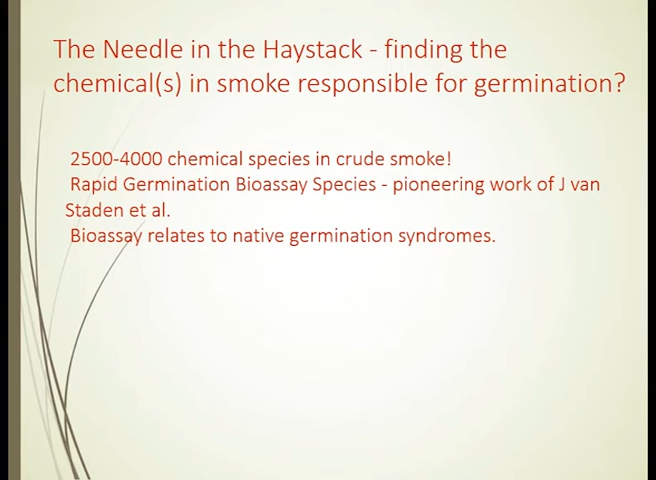 The Needle in the Haystack - finding the
chemical(s) in smoke responsible for germination?
2500-4000 chemical species in crude smoke!
Rapid Germination Bioassay Species - pioneering work of J van
Staden et al.
Bioassay relates to native germination syndromes.